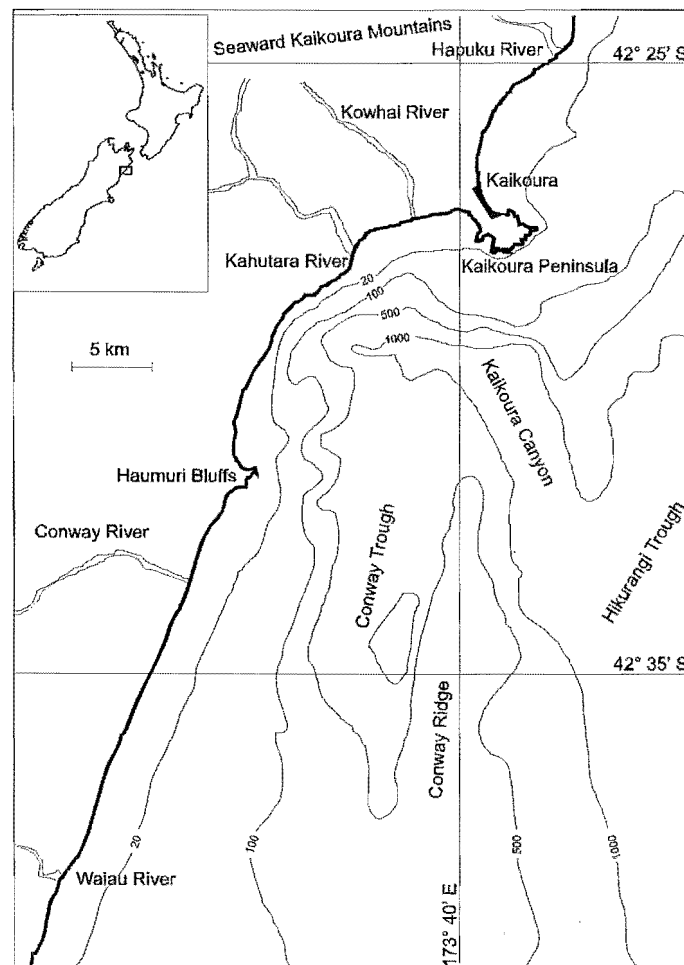 Seaward Kaikoura Mountains
Hapuku River
42° 25' S
Kowhai River
Kaikoura
Kahutara River
Kaikoura Peninsula
20
100
500
1000
5 km
Kaikoura Canyon
Haumuri Bluffs
Conway River
Conway Trough
Hikurangi Trough
42° 35' S
Conway Ridge
20
100
500
1000
Waiau River
173° 40' E